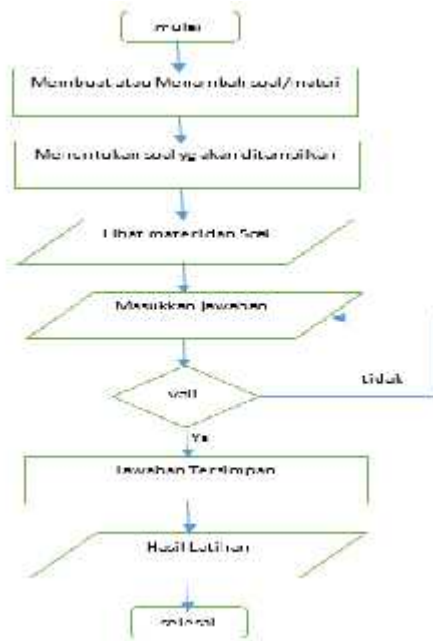 mulai
Membuat atau Menambah soal/materi
Menentukan soal yg akan ditampilkan
Lihat materi dan Soal
Masukkan Jawaban
tidak
Ya
Jawaban Tersimpan
Hasil Latihan
selesai